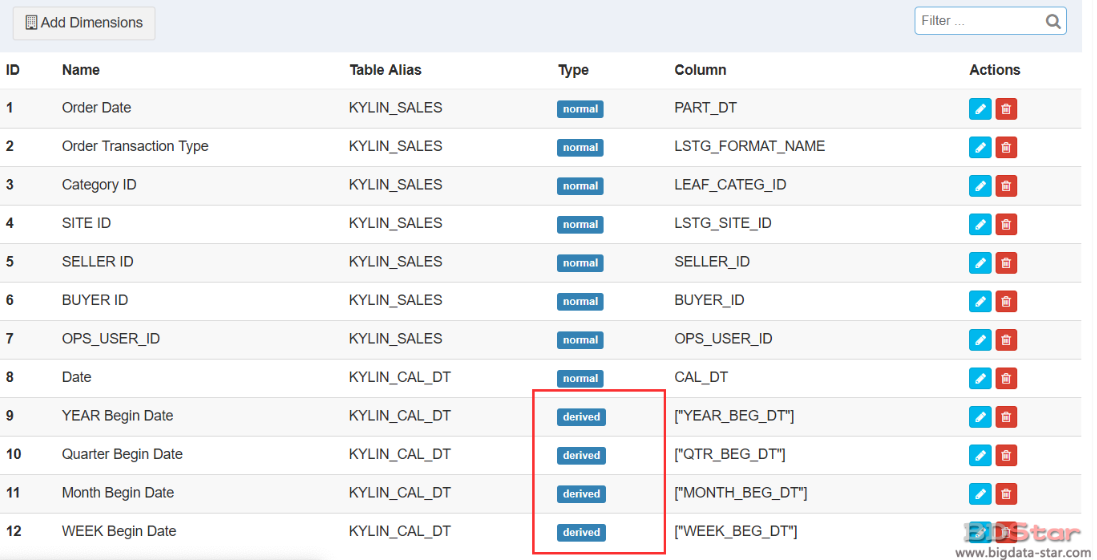 Add Dimensions
Filter ...
ID Name Table Alias Type Column Actions
1 Order Date KYLIN_SALES normal PART_DT
2 Order Transaction Type KYLIN_SALES normal LSTG_FORMAT_NAME
3 Category ID KYLIN_SALES normal LEAF_CATEG_ID
4 SITE ID KYLIN_SALES normal LSTG_SITE_ID
5 SELLER ID KYLIN_SALES normal SELLER_ID
6 BUYER ID KYLIN_SALES normal BUYER_ID
7 OPS_USER_ID KYLIN_SALES normal OPS_USER_ID
8 Date KYLIN_CAL_DT normal CAL_DT
9 YEAR Begin Date KYLIN_CAL_DT derived ["YEAR_BEG_DT"]
10 Quarter Begin Date KYLIN_CAL_DT derived ["QTR_BEG_DT"]
11 Month Begin Date KYLIN_CAL_DT derived ["MONTH_BEG_DT"]
12 WEEK Begin Date KYLIN_CAL_DT derived ["WEEK_BEG_DT"]
BDStar
www.bigdata-star.com